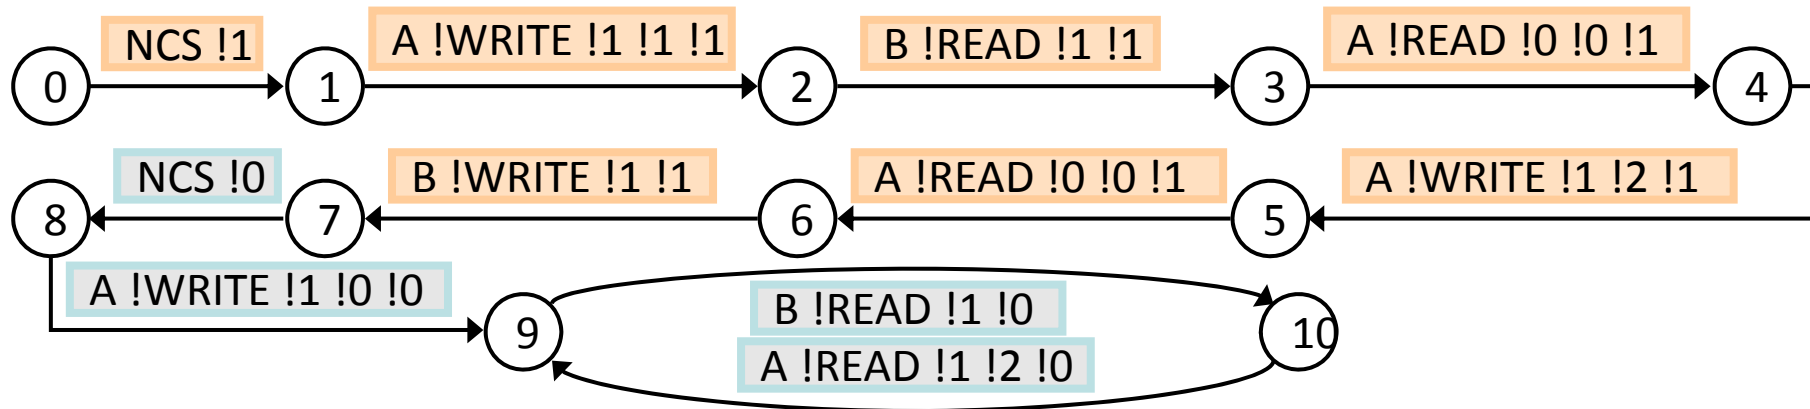 NCS !1
A !WRITE !1 !1 !1
B !READ !1 !1
A !READ !0 !0 !1
0
1
2
3
4
NCS !0
B !WRITE !1 !1
A !READ !0 !0 !1
A !WRITE !1 !2 !1
8
7
6
5
A !WRITE !1 !0 !0
B !READ !1 !0
9
10
A !READ !1 !2 !0